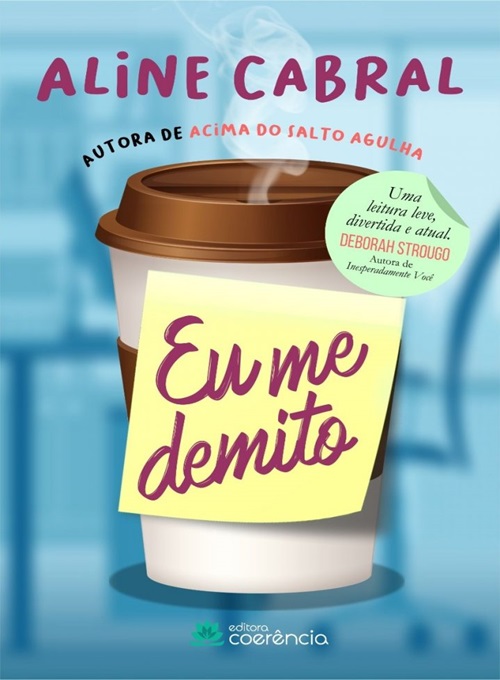 ALINE CABRAL
AUTORA DE ACIMA DO SALTO AGULHA
Uma
leitura leve,
divertida e atual.
DEBORAH STROUGO
Autora de
Inesperadamente Você
Eu me
demito
editora
coerência